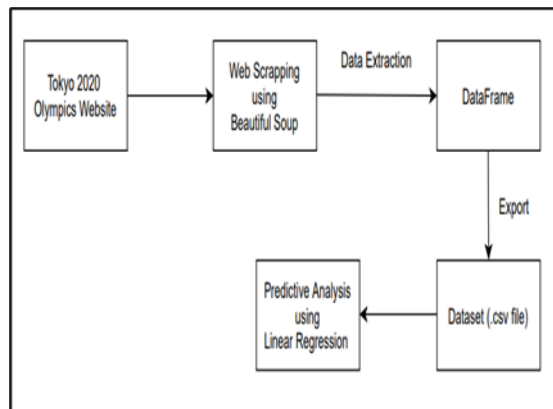 Tokyo 2020
Olympics Website
Web Scrapping
using
Beautiful Soup
Data Extraction
DataFrame
Export
Dataset (.csv file)
Predictive Analysis
using
Linear Regression